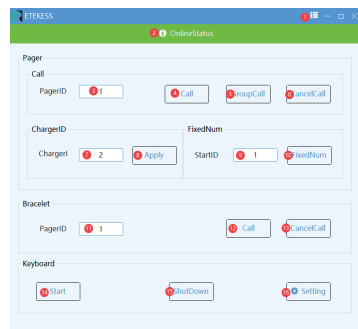 ETEKESS 1
2 OnlineStatus
Pager
Call
PagerID 3 1 4 Call 5 GroupCall 6 CancelCall
ChargerID FixedNum
ChargerI 7 2 8 Apply StartID 9 1 10 FixedNum
Bracelet
PagerID 11 1 12 Call 13 CancelCall
Keyboard
14 Start 15 ShutDown 16 Setting